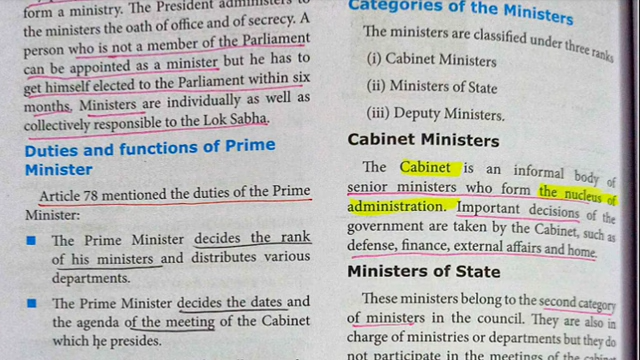 form a ministry. The President administers to
the ministers the oath of office and of secrecy. A
person who is not a member of the Parliament
can be appointed as a minister but he has to
get himself elected to the Parliament within six
months. Ministers are individually as well as
collectively responsible to the Lok Sabha.
Duties and functions of Prime
Minister
Article 78 mentioned the duties of the Prime
Minister:
The Prime Minister decides the rank
of his ministers and distributes various
departments.
The Prime Minister decides the dates and
the agenda of the meeting of the Cabinet
which he presides.
Categories of the Ministers
The ministers are classified under three ranks
(i) Cabinet Ministers
(ii) Ministers of State
(iii) Deputy Ministers.
Cabinet Ministers
The Cabinet is an informal body of
senior ministers who form the nucleus of
administration. Important decisions of the
government are taken by the Cabinet, such as
defense, finance, external affairs and home.
Ministers of State
These ministers belong to the second category
of ministers in the council. They are also in
charge of ministries or departments but they do
not participate in the meetings of the cabinet